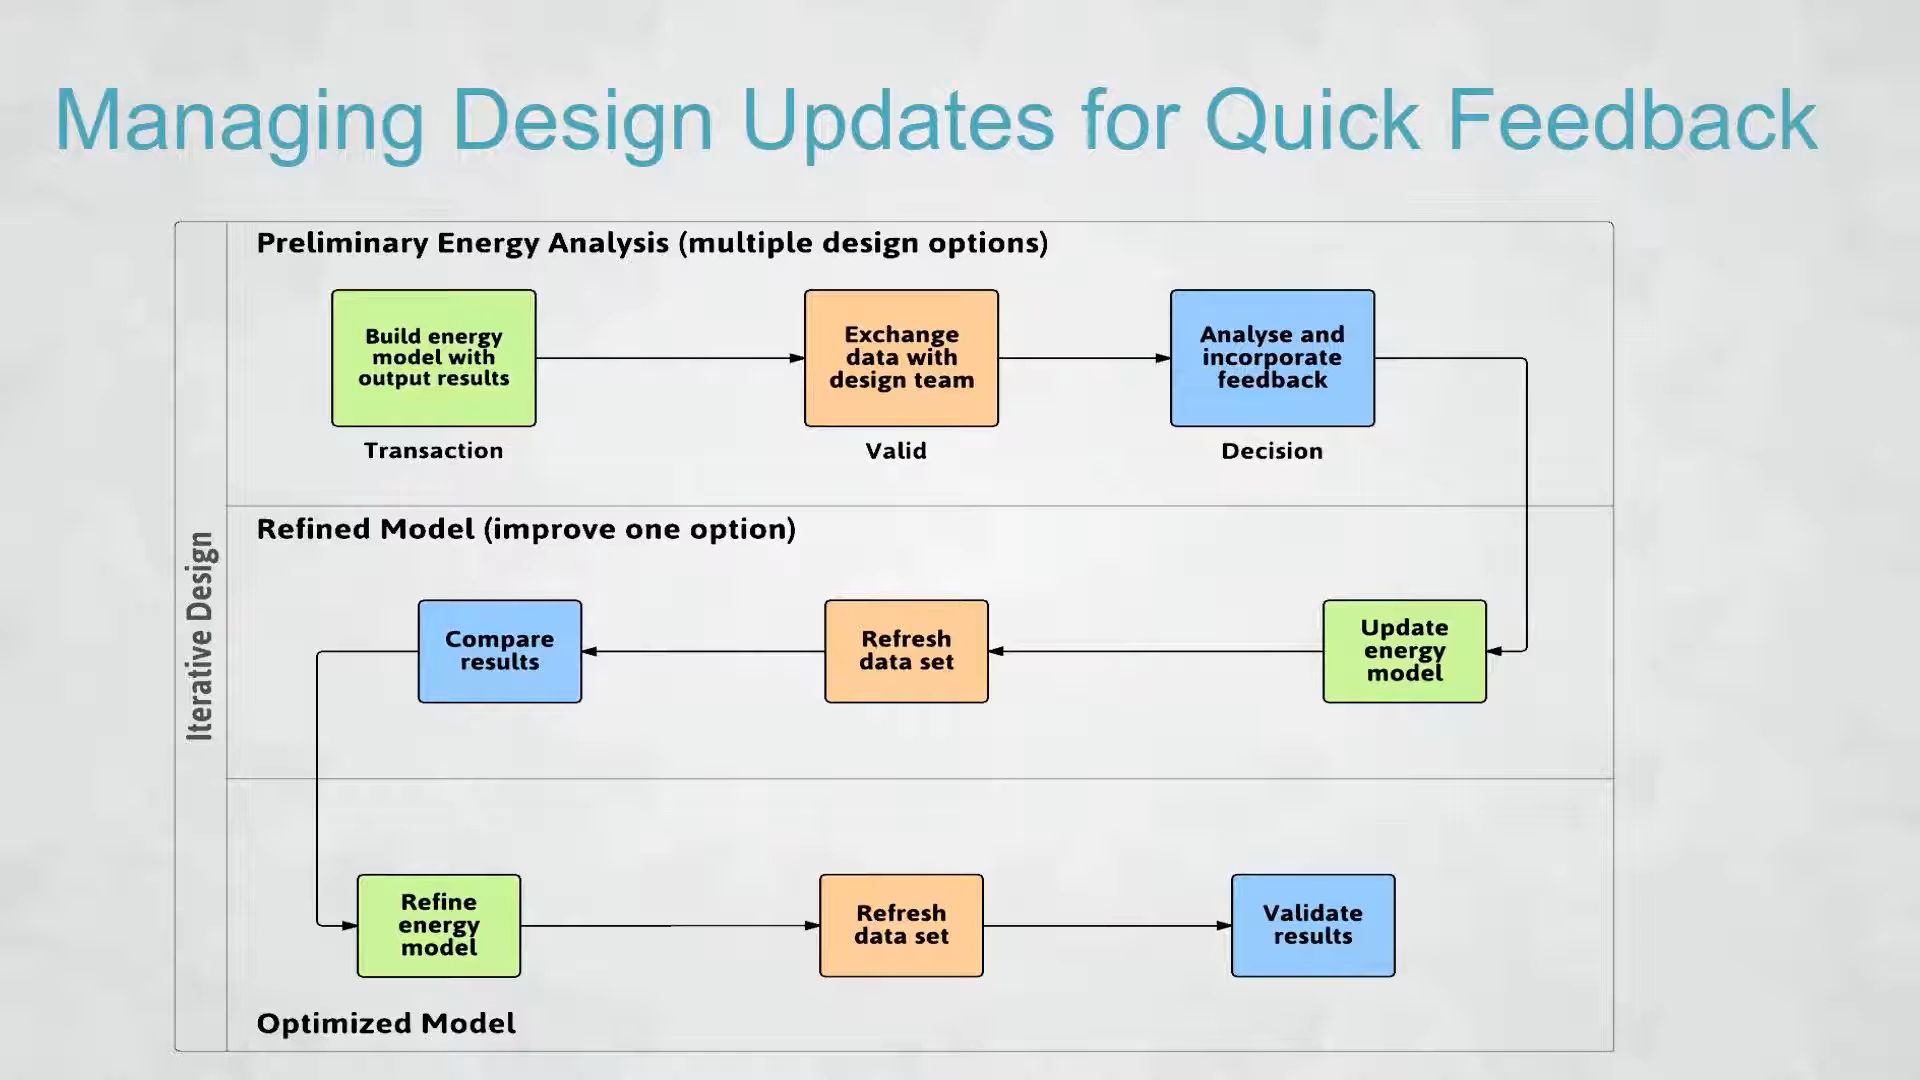 Managing Design Updates for Quick Feedback
Iterative Design
Preliminary Energy Analysis (multiple design options)
Build energy
model with
output results
Exchange
data with
design team
Analyse and
incorporate
feedback
Transaction
Valid
Decision
Refined Model (improve one option)
Compare
results
Refresh
data set
Update
energy
model
Refine
energy
model
Refresh
data set
Validate
results
Optimized Model